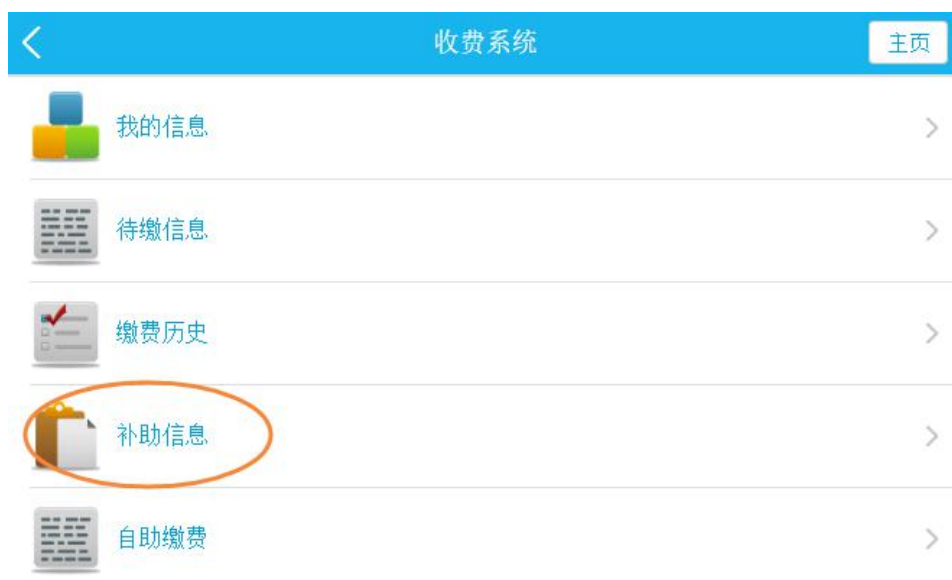 收费系统
主页
我的信息
待缴信息
缴费历史
补助信息
自助缴费